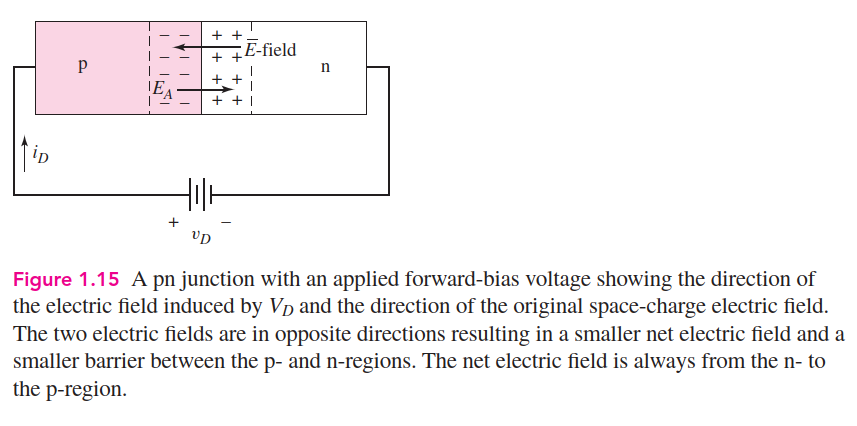 − − + +
E-field
− − + +
p
n
− − + +
E_A
− − + +
i_D
+ −
v_D
Figure 1.15 A pn junction with an applied forward-bias voltage showing the direction of
the electric field induced by V_D and the direction of the original space-charge electric field.
The two electric fields are in opposite directions resulting in a smaller net electric field and a
smaller barrier between the p- and n-regions. The net electric field is always from the n- to
the p-region.